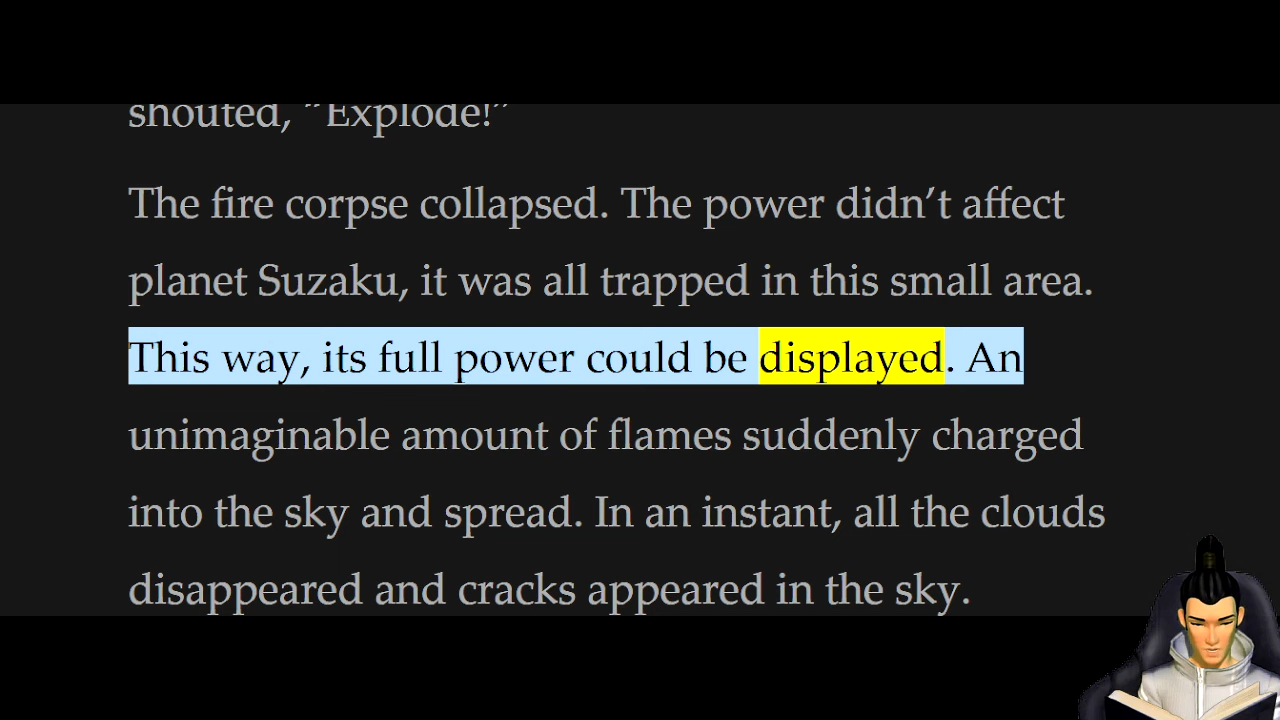 shouted, “Explode!”
The fire corpse collapsed. The power didn’t affect
planet Suzaku, it was all trapped in this small area.
This way, its full power could be displayed. An
unimaginable amount of flames suddenly charged
into the sky and spread. In an instant, all the clouds
disappeared and cracks appeared in the sky.